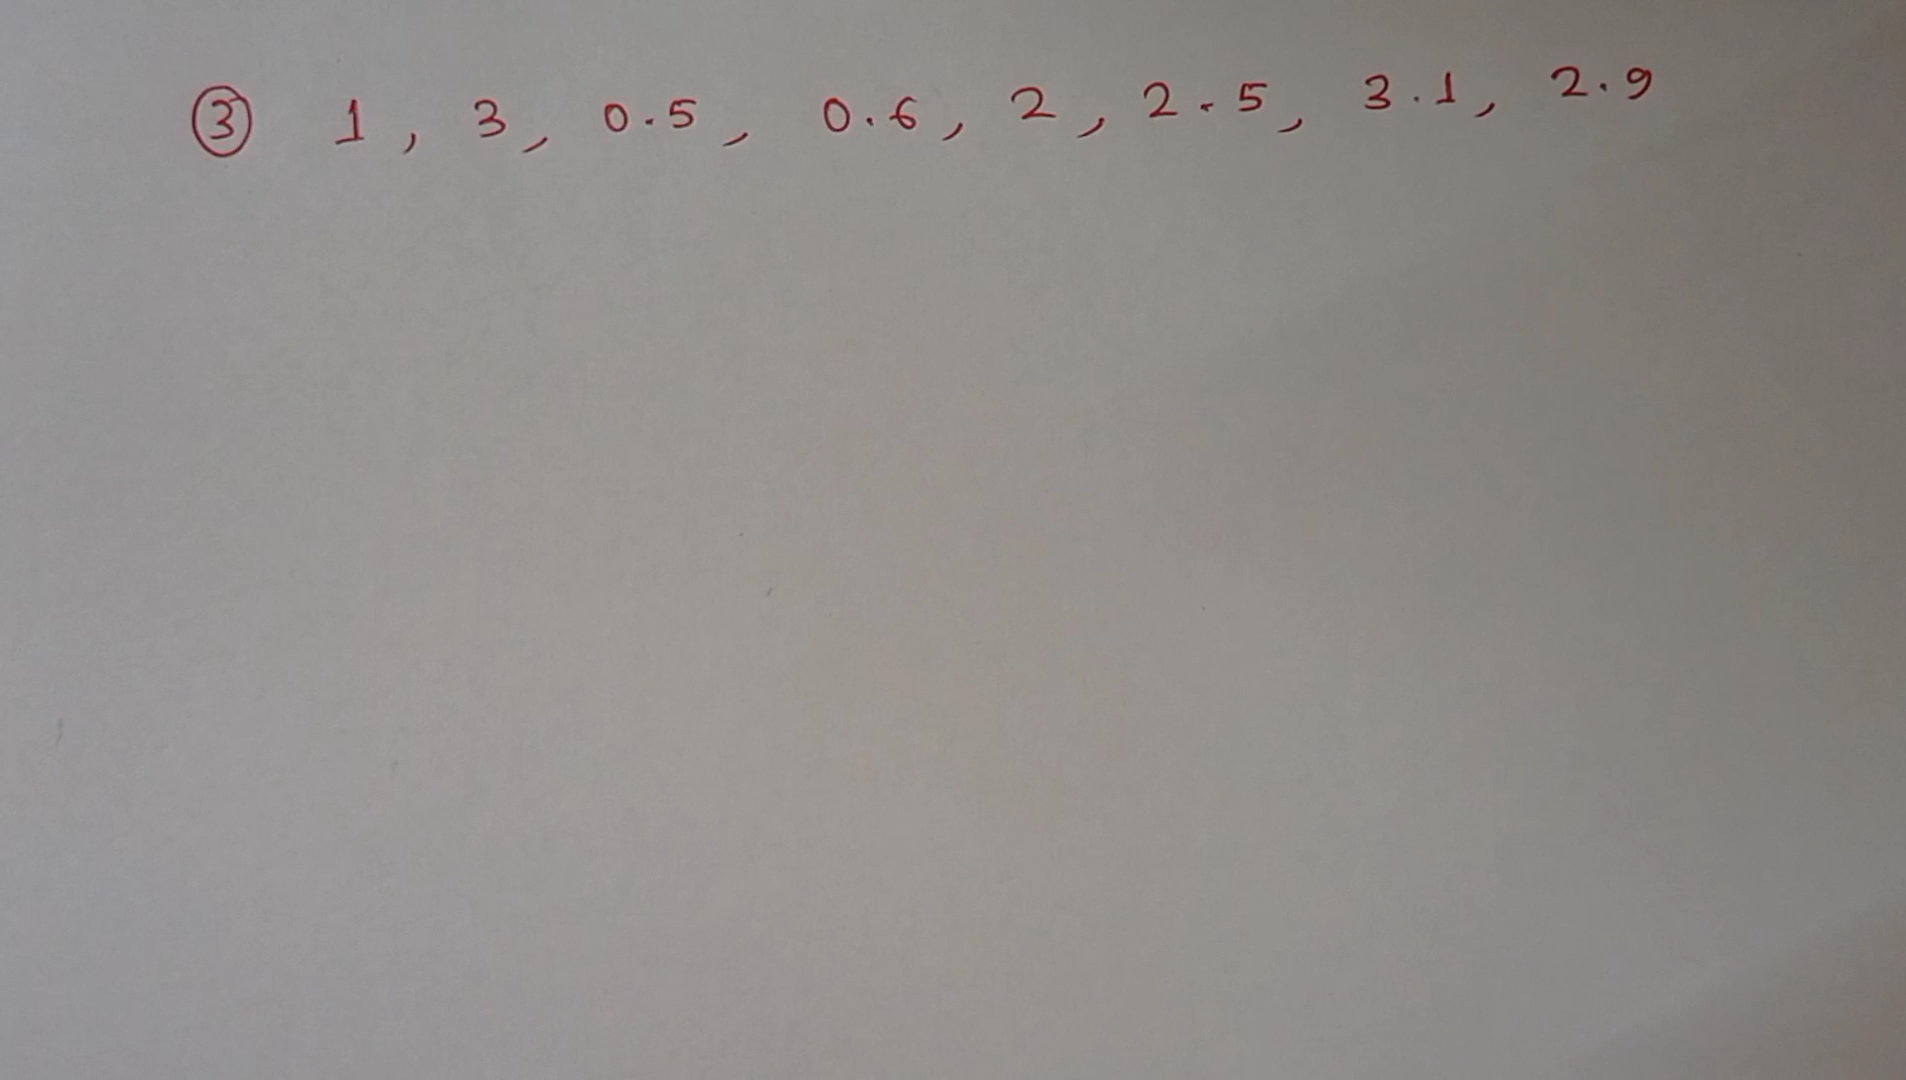 ③ 1, 3, 0.5, 0.6, 2, 2.5, 3.1, 2.9